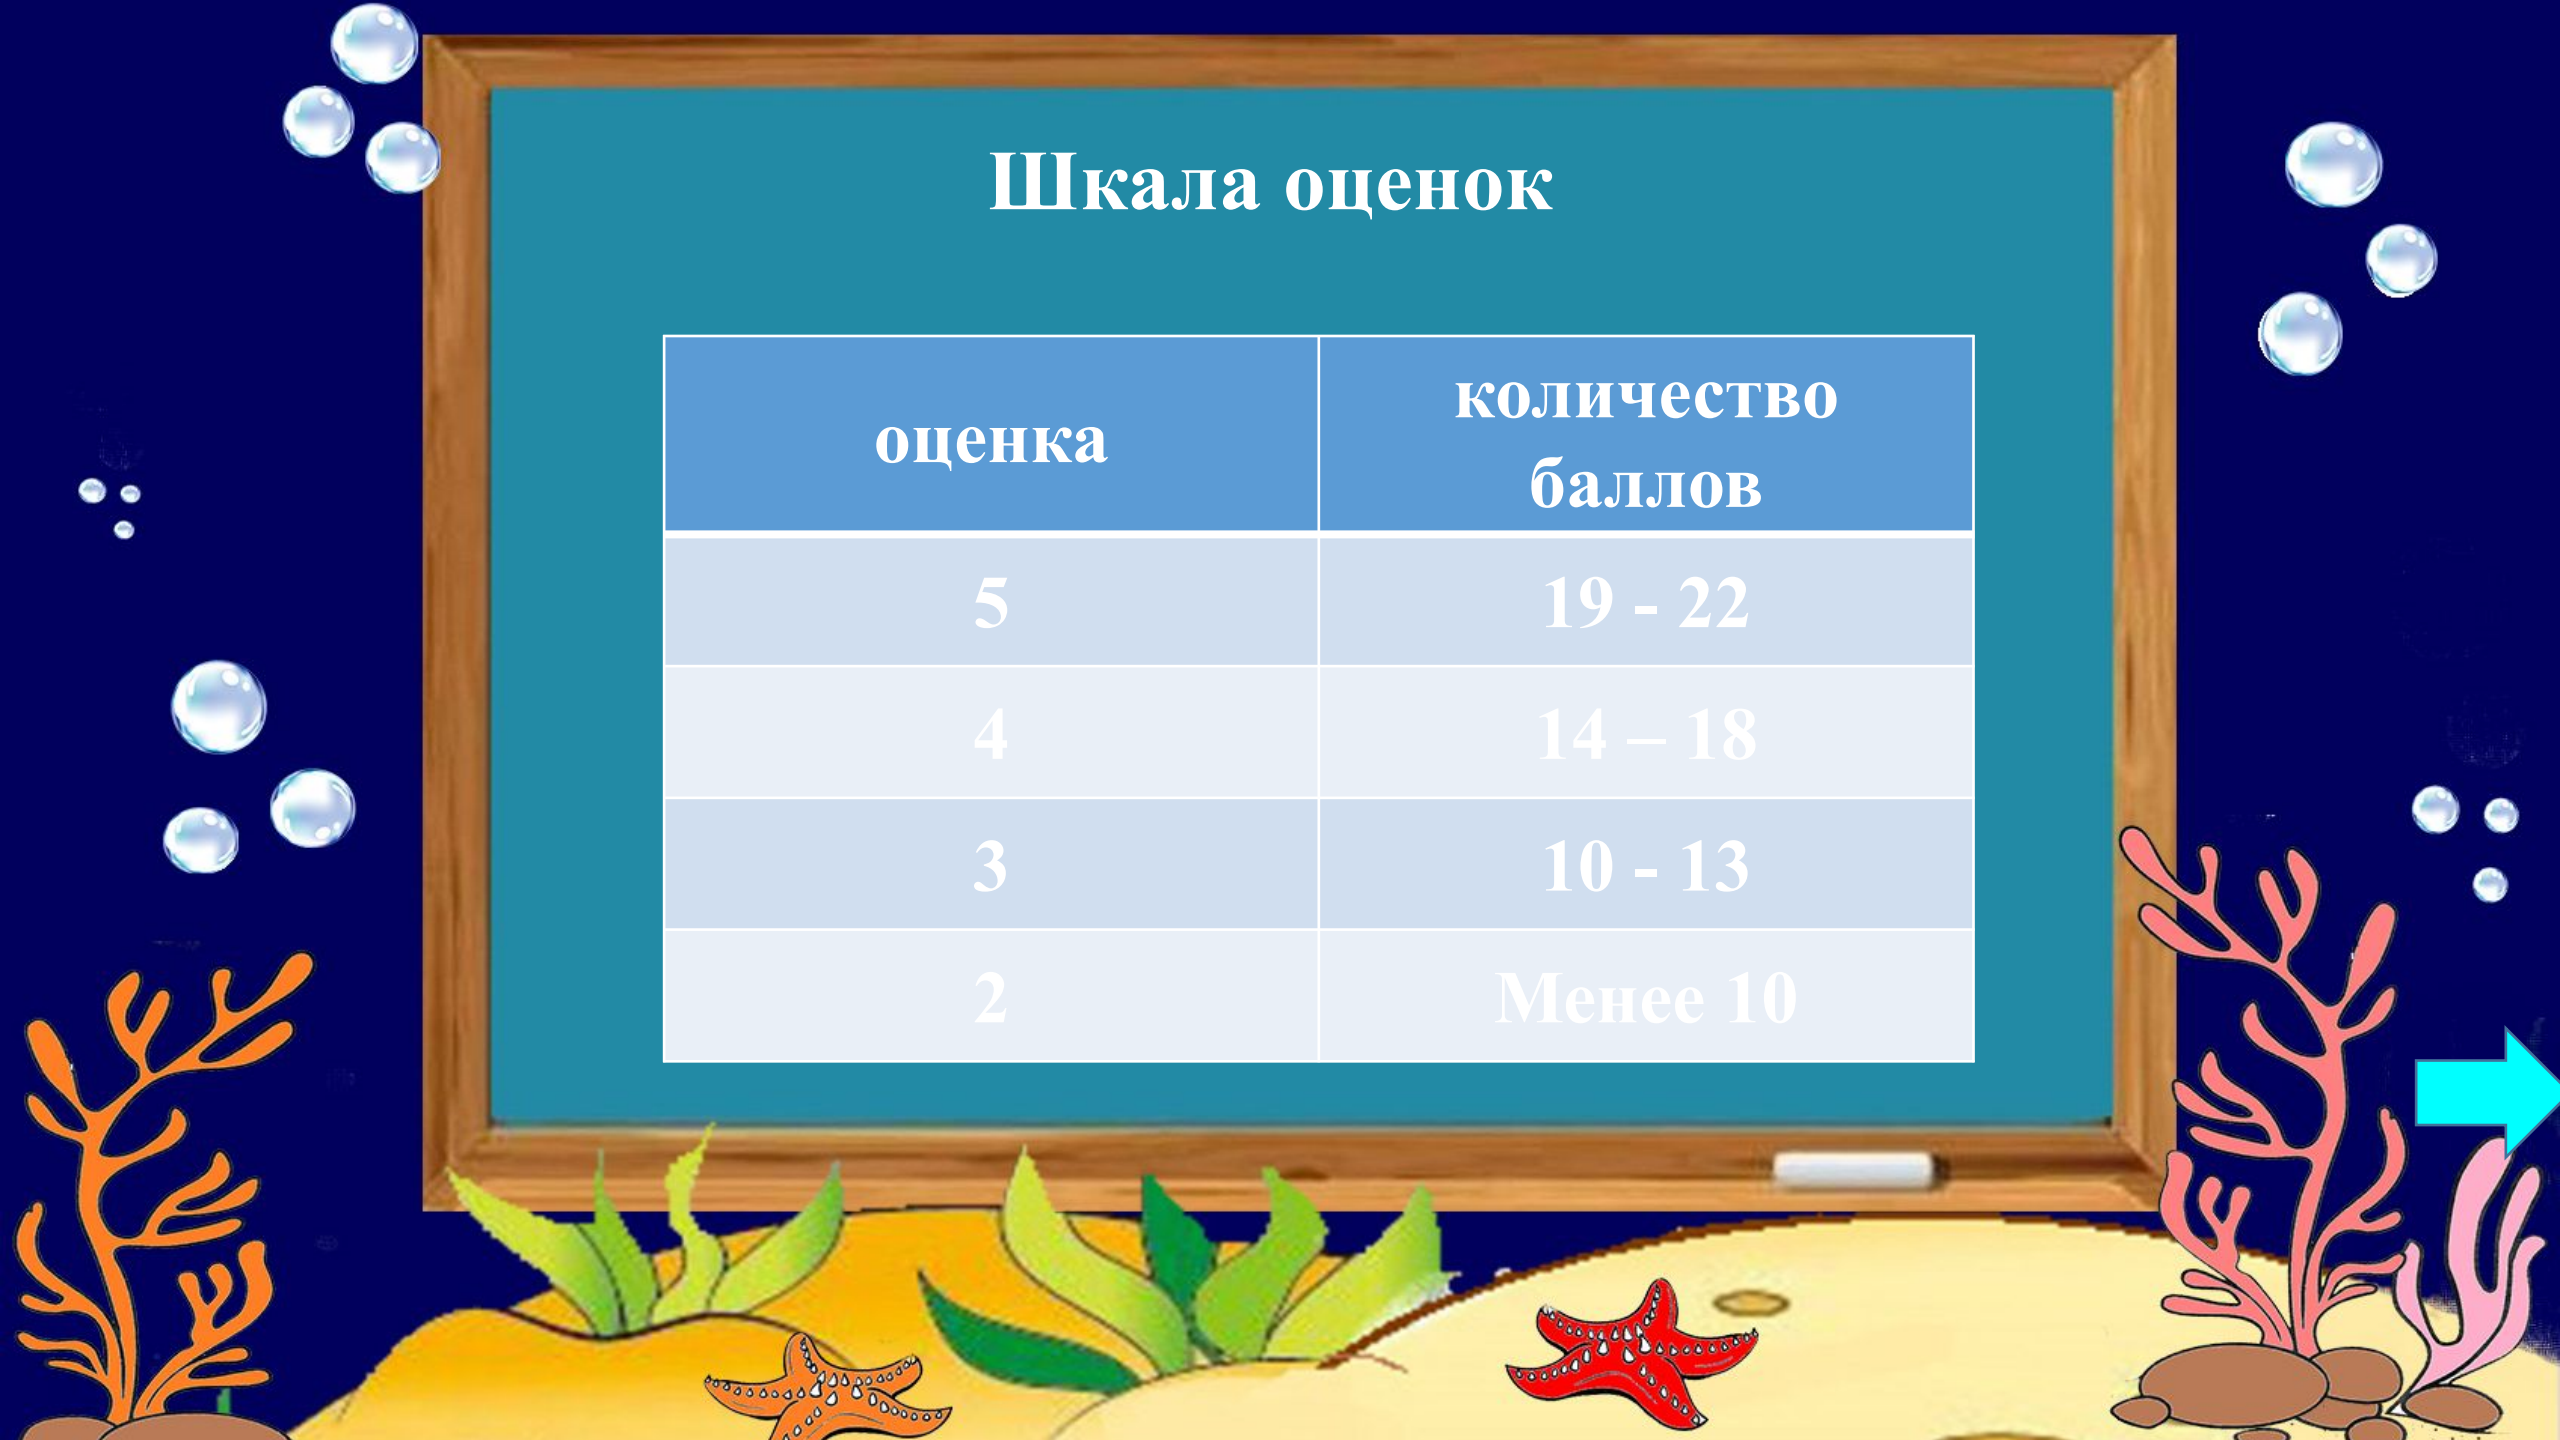 Шкала оценок
оценка
количество
баллов
5
19 - 22
4
14 – 18
3
10 - 13
2
Менее 10